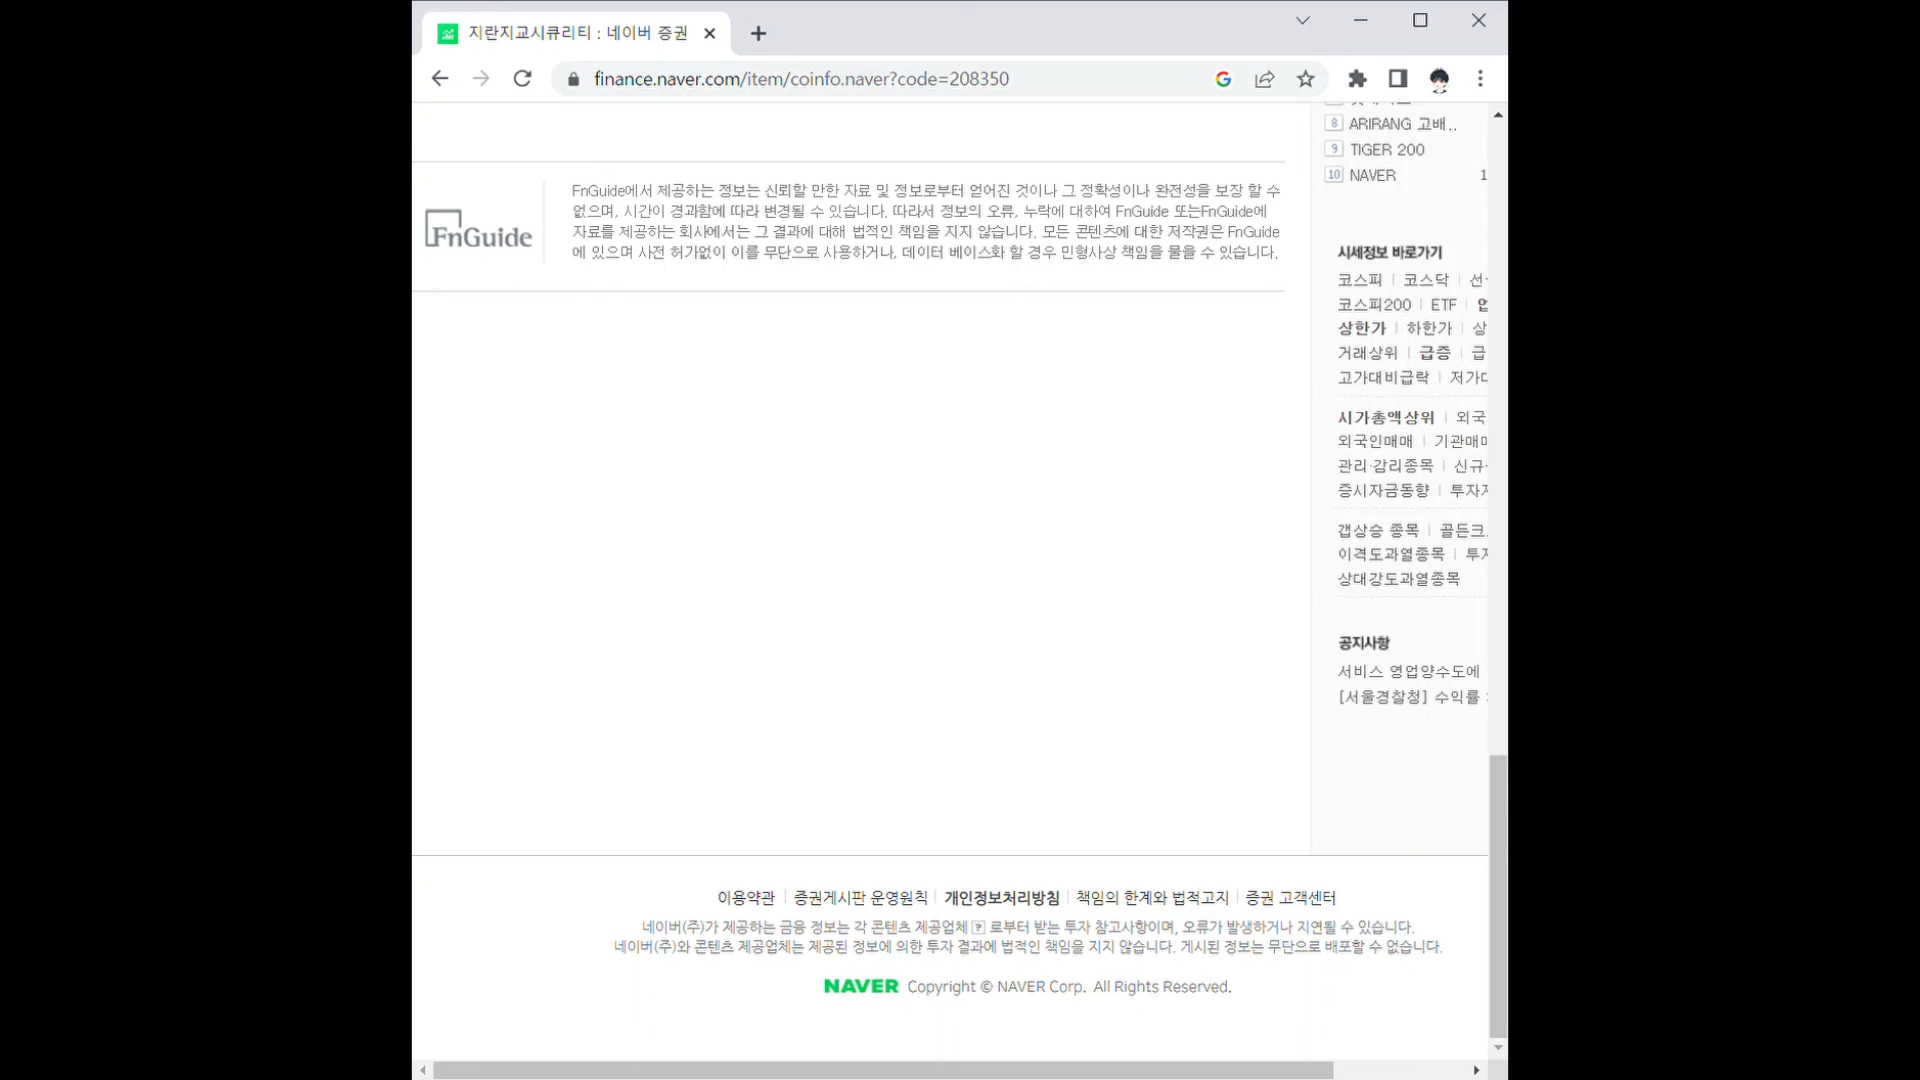 지란지교시큐리티 : 네이버 증권
finance.naver.com/item/coinfo.naver?code=208350
8 ARIRANG 고배..
9 TIGER 200
10 NAVER 1
FnGuide
FnGuide에서 제공하는 정보는 신뢰할 만한 자료 및 정보로부터 얻어진 것이나 그 정확성이나 완전성을 보장 할 수
없으며, 시간이 경과함에 따라 변경될 수 있습니다. 따라서 정보의 오류, 누락에 대하여 FnGuide 또는FnGuide에
자료를 제공하는 회사에서는 그 결과에 대해 법적인 책임을 지지 않습니다. 모든 콘텐츠에 대한 저작권은 FnGuide
에 있으며 사전 허가없이 이를 무단으로 사용하거나, 데이터 베이스화 할 경우 민형사상 책임을 물을 수 있습니다.
시세정보 바로가기
코스피 | 코스닥 |
코스피200 | ETF |
상한가 | 하한가 | 상
거래상위 | 급증 | 급
고가대비급락 | 저가
시가총액상위 | 외국
외국인매매 | 기관매
관리·감리종목 | 신규
증시자금동향 | 투자
갭상승 종목 | 골든크
이격도과열종목 | 투
상대강도과열종목
공지사항
서비스 영업양수도에
[서울경찰청] 수익률
이용약관 | 증권게시판 운영원칙 | 개인정보처리방침 | 책임의 한계와 법적고지 | 증권 고객센터
네이버(주)가 제공하는 금융 정보는 각 콘텐츠 제공업체 ? 로부터 받는 투자 참고사항이며, 오류가 발생하거나 지연될 수 있습니다.
네이버(주)와 콘텐츠 제공업체는 제공된 정보에 의한 투자 결과에 법적인 책임을 지지 않습니다. 게시된 정보는 무단으로 배포할 수 없습니다.
NAVER Copyright © NAVER Corp. All Rights Reserved.